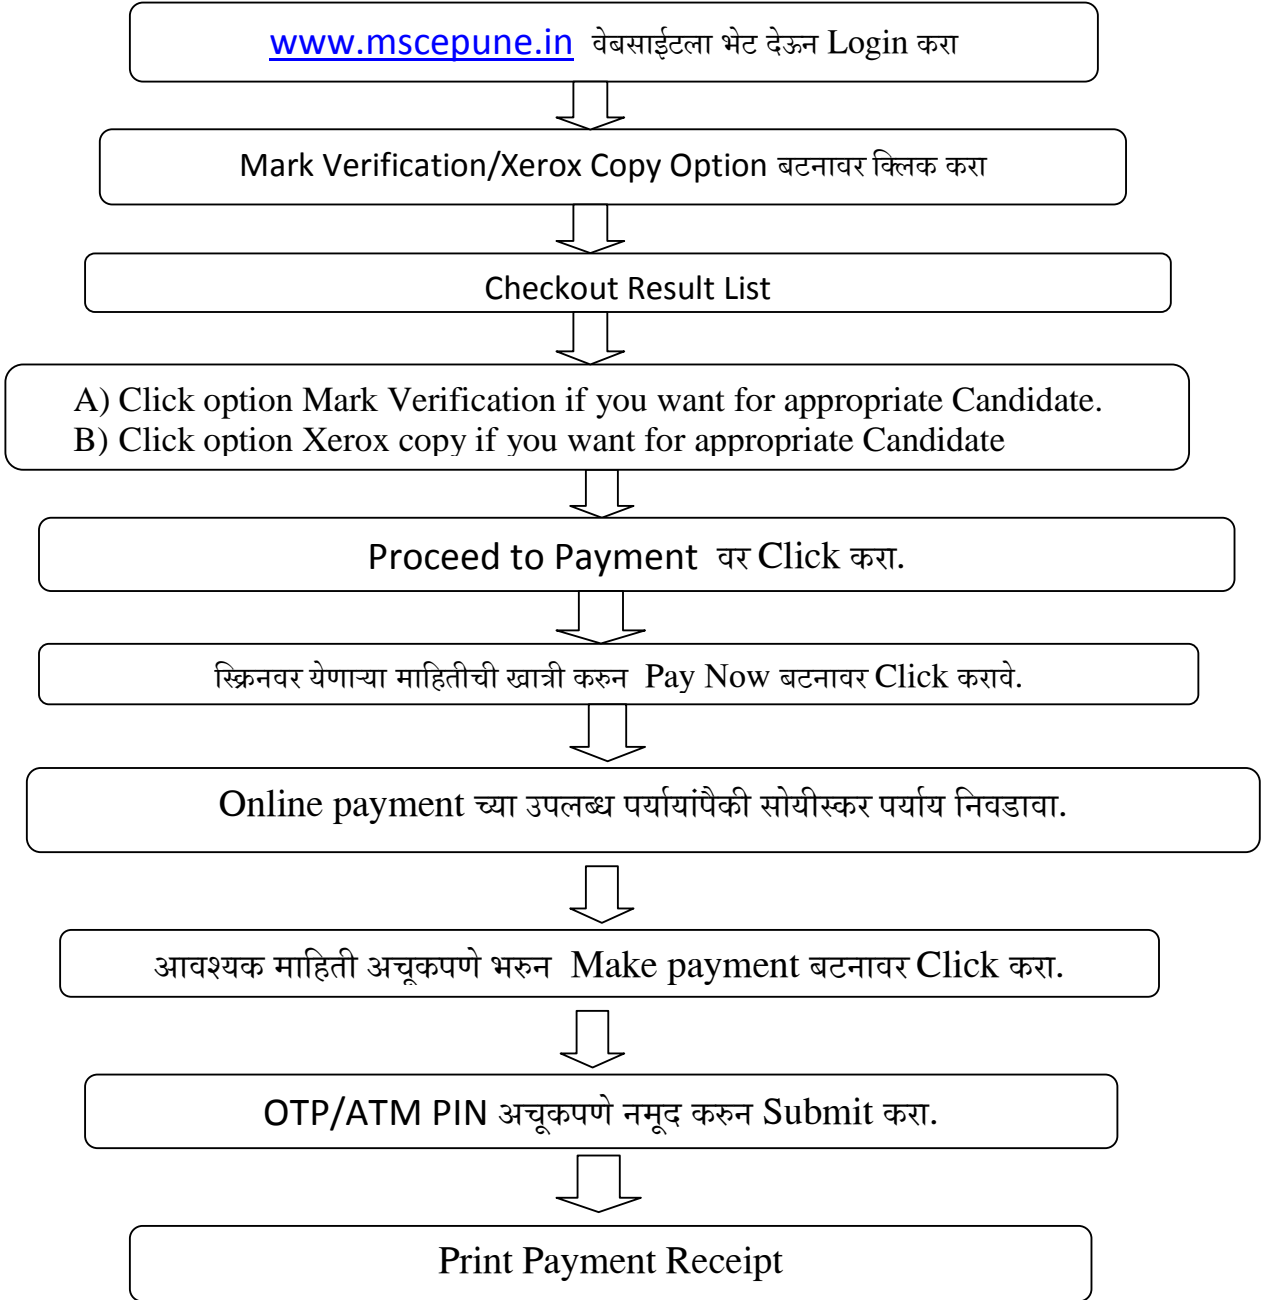 www.mscepune.in वेबसाईटला भेट देऊन Login करा
Mark Verification/Xerox Copy Option बटनावर क्लिक करा
Checkout Result List
A) Click option Mark Verification if you want for appropriate Candidate.
B) Click option Xerox copy if you want for appropriate Candidate
Proceed to Payment वर Click करा.
स्क्रिनवर येणाऱ्या माहितीची खात्री करुन Pay Now बटनावर Click करावे.
Online payment च्या उपलब्ध पर्यायांपैकी सोयीस्कर पर्याय निवडावा.
आवश्यक माहिती अचूकपणे भरुन Make payment बटनावर Click करा.
OTP/ATM PIN अचूकपणे नमूद करुन Submit करा.
Print Payment Receipt